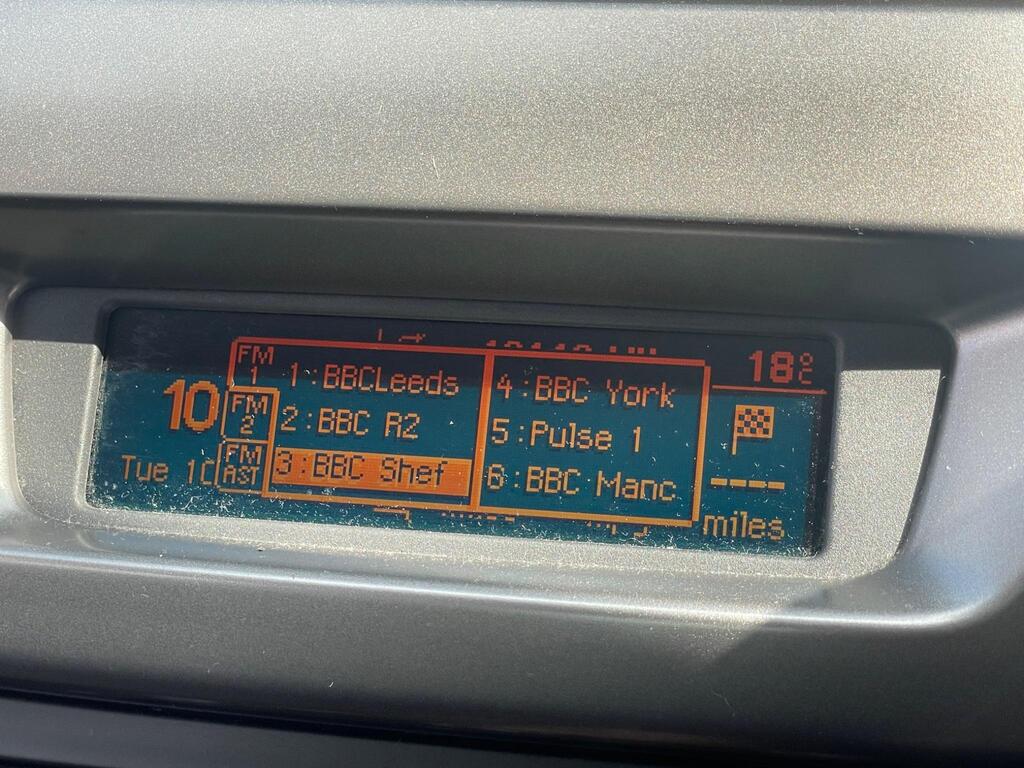 18°C
FM
1
1:BBCLeeds
4:BBC York
10
FM
2
2:BBC R2
5:Pulse 1
Tue
FM
AST
3:BBC Shef
6:BBC Manc
----
miles